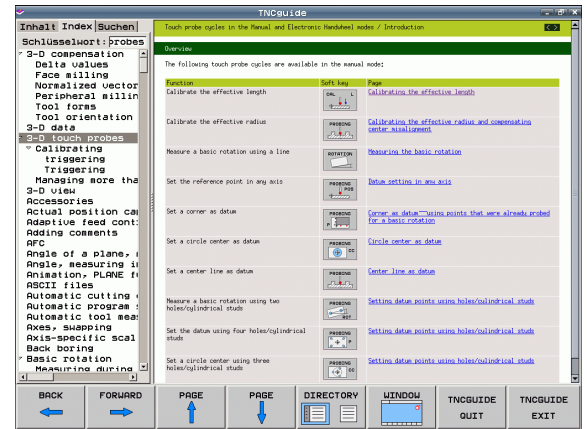 TNCguide
Inhalt Index Suchen
Schlüsselwort: probes
3-D compensation
Delta values
Face milling
Normalized vector
Peripheral millin
Tool forms
Tool orientation
3-D data
3-D touch probes
Calibrating
triggering
Triggering
Managing more tha
3-D view
Accessories
Actual position ca
Adaptive feed cont
Adding comments
AFC
Angle of a plane,
Angle, measuring i
Animation, PLANE f
ASCII files
Automatic cutting
Automatic program
Automatic tool mea
Axes, swapping
Axis-specific scal
Back boring
Basic rotation
Measuring during
Touch probe cycles in the Manual and Electronic Handwheel modes / Introduction
Overview
The following touch probe cycles are available in the manual mode:
Function Soft key Page
Calibrate the effective length CAL L Calibrating the effective length
Calibrate the effective radius PROBING Calibrating the effective radius and compensating
center misalignment
Measure a basic rotation using a line ROTATION Measuring the basic rotation
Set the reference point in any axis PROBING POS Datum setting in any axis
Set a corner as datum PROBING P Corner as datum—using points that were already probed
for a basic rotation
Set a circle center as datum PROBING CC Circle center as datum
Set a center line as datum PROBING Center line as datum
Measure a basic rotation using two
holes/cylindrical studs PROBING ROT Setting datum points using holes/cylindrical studs
Set the datum using four holes/cylindrical
studs PROBING P Setting datum points using holes/cylindrical studs
Set a circle center using three
holes/cylindrical studs PROBING CC Setting datum points using holes/cylindrical studs
BACK FORWARD PAGE PAGE DIRECTORY WINDOW TNCGUIDE TNCGUIDE
QUIT EXIT